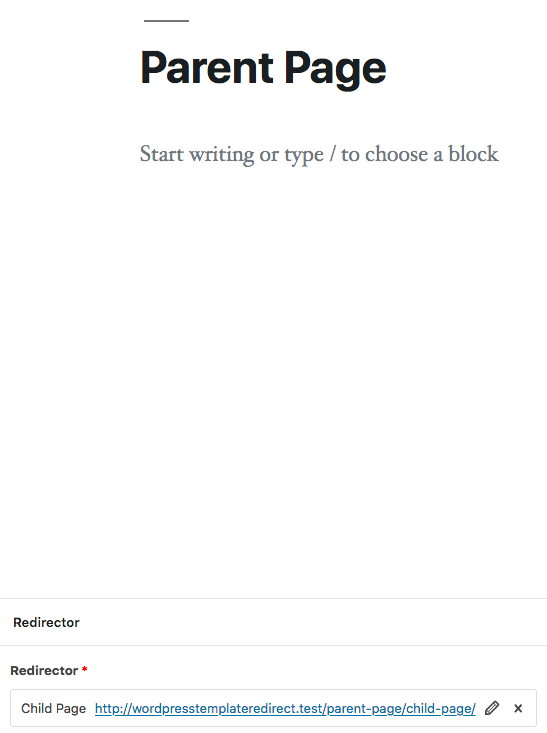 Parent Page
Start writing or type / to choose a block
Redirector
Redirector *
Child Page http://wordpresstemplateredirect.test/parent-page/child-page/